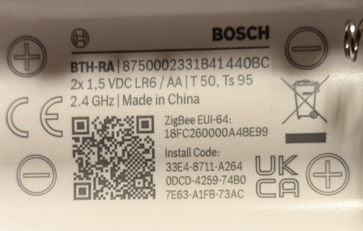 BOSCH
BTH-RA | 8750002331B41440BC
2x 1,5 VDC LR6 / AA | T 50, Ts 95
2.4 GHz | Made in China
ZigBee EUI-64:
18FC260000A4BE99
Install Code:
33E4-8711-A264
0DCD-4259-74B0
7E63-A1FB-73AC
CE
UK
CA